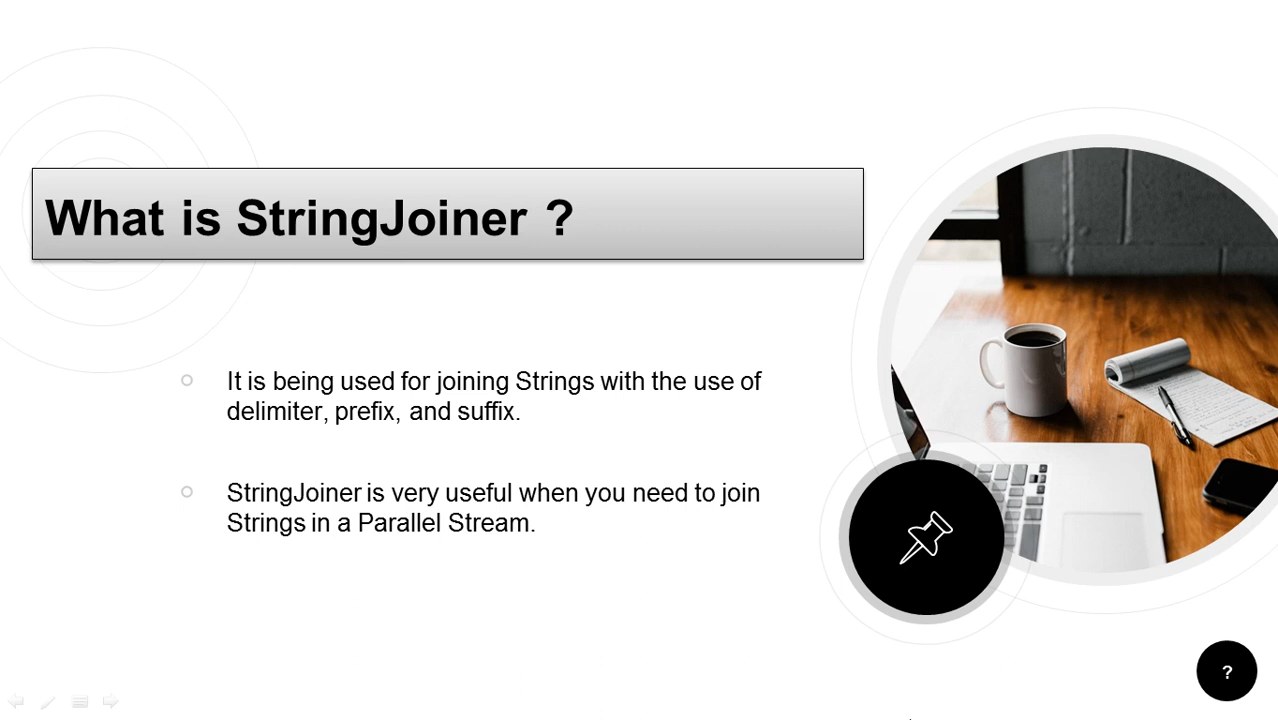 What is StringJoiner ?
It is being used for joining Strings with the use of
delimiter, prefix, and suffix.
StringJoiner is very useful when you need to join
Strings in a Parallel Stream.
?